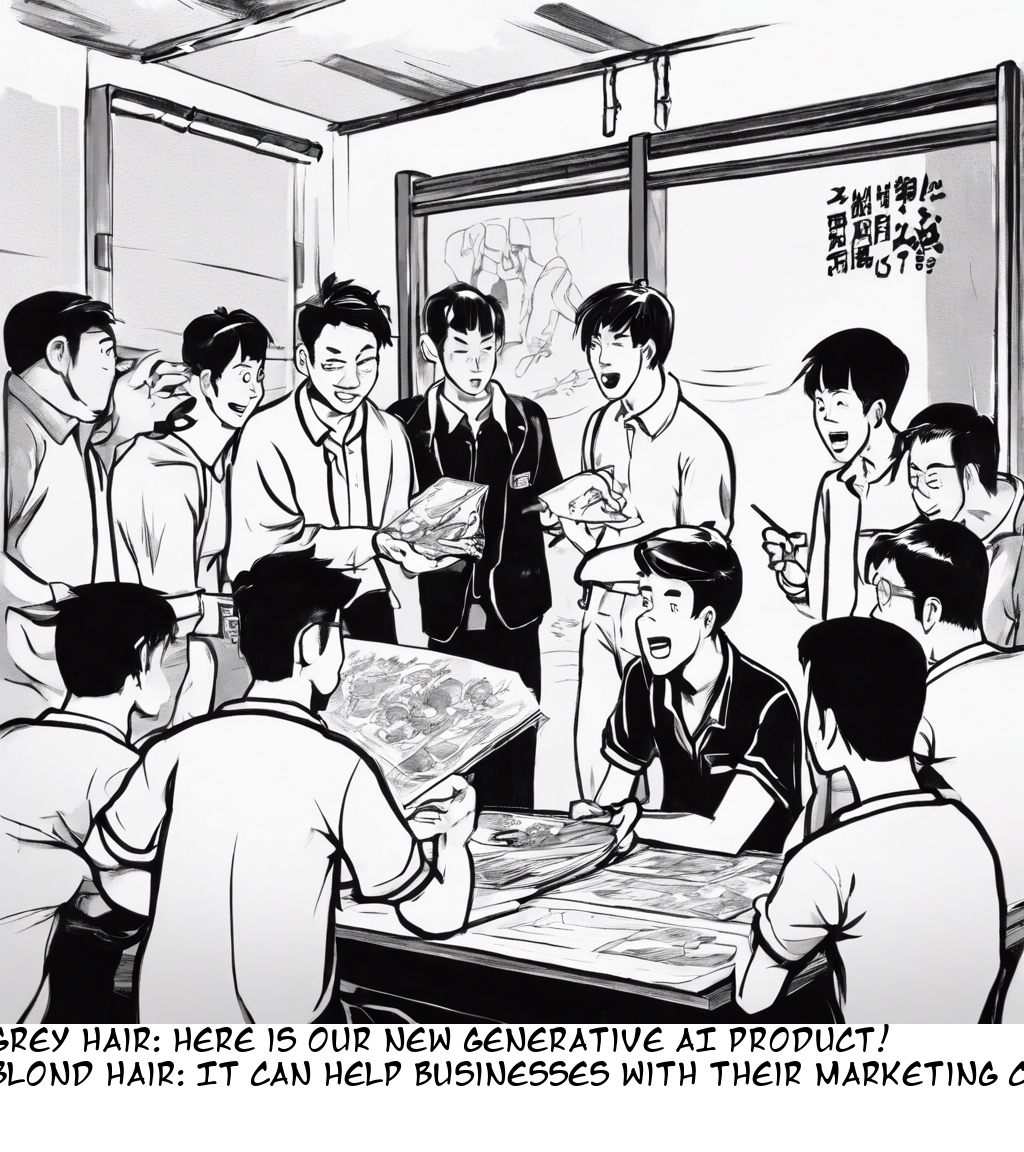 GREY HAIR: HERE IS OUR NEW GENERATIVE AI PRODUCT!
BLOND HAIR: IT CAN HELP BUSINESSES WITH THEIR MARKETING C